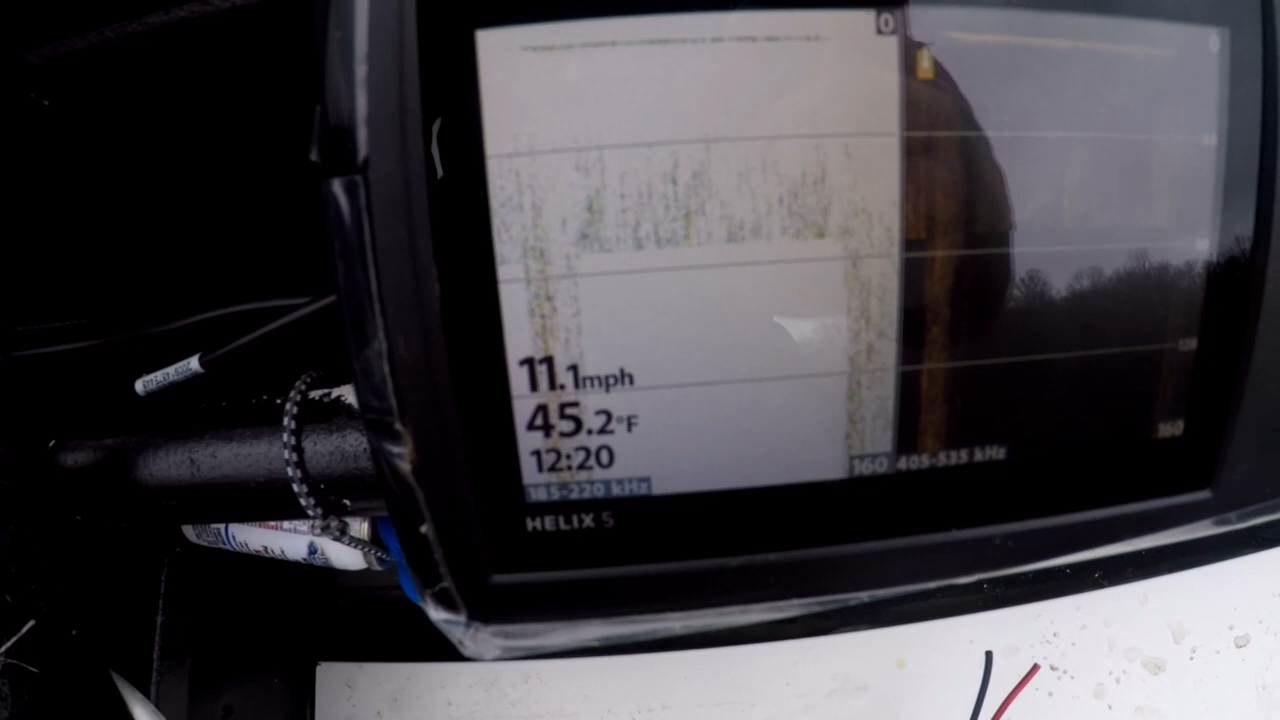 0
11.1mph
45.2°F
12:20
185-220 kHz
160 405-535 kHz
160
HELIX 5